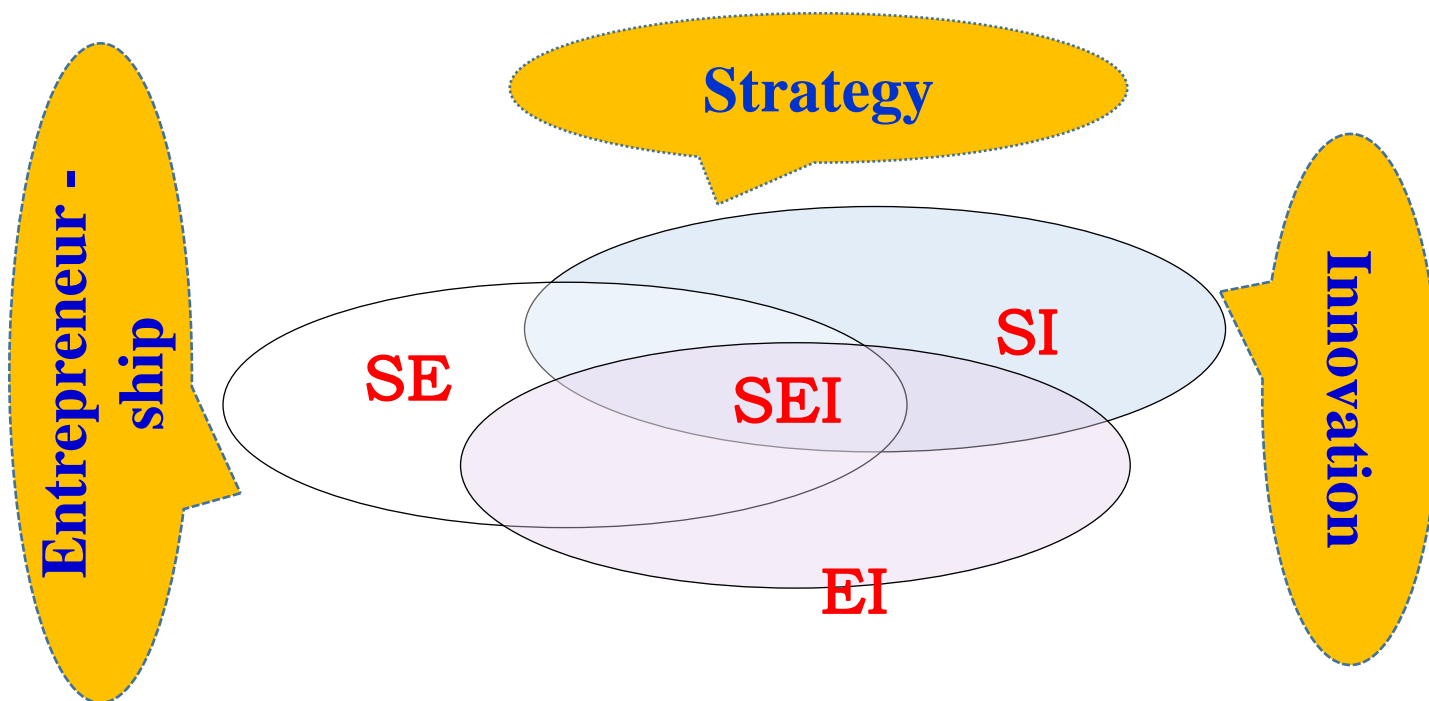 Strategy
Entrepreneur -
ship
Innovation
SI
SE
SEI
EI